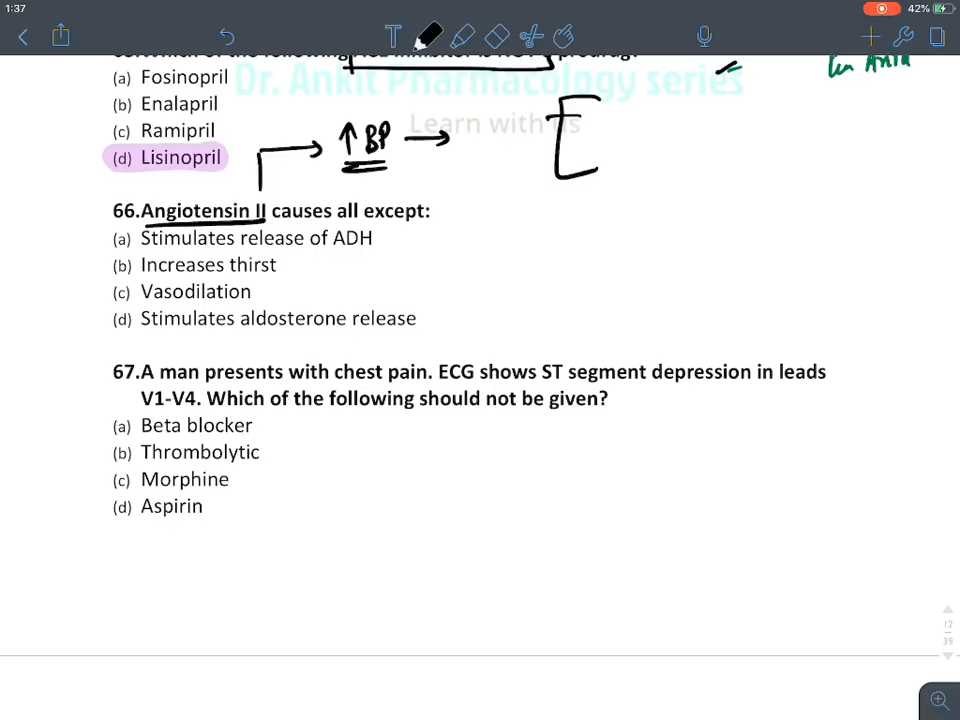 1:37
42%
T
(a) Fosinopril
(b) Enalapril
(c) Ramipril
(d) Lisinopril
Dr. Ankit Pharmacology series
Learn with us
↑ BP →
66.Angiotensin II causes all except:
(a) Stimulates release of ADH
(b) Increases thirst
(c) Vasodilation
(d) Stimulates aldosterone release
67.A man presents with chest pain. ECG shows ST segment depression in leads
V1-V4. Which of the following should not be given?
(a) Beta blocker
(b) Thrombolytic
(c) Morphine
(d) Aspirin
12
39